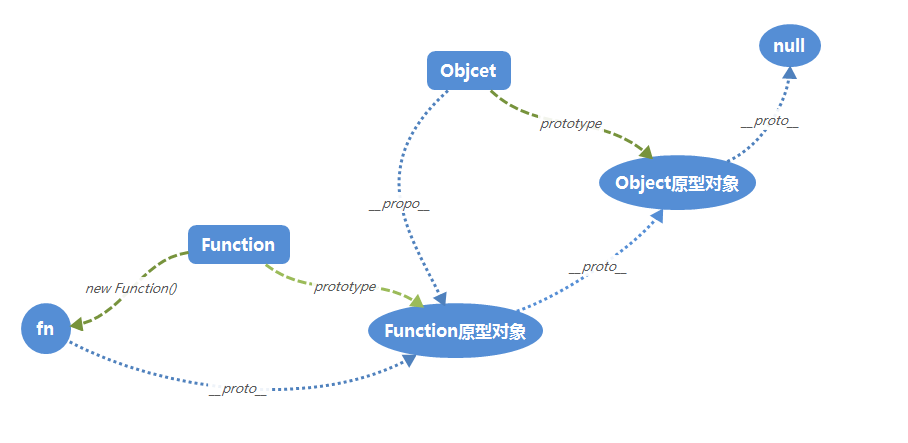 null
Objcet
prototype
__proto__
Object原型对象
__propo__
Function
__proto__
new Function()
prototype
fn
Function原型对象
__proto__